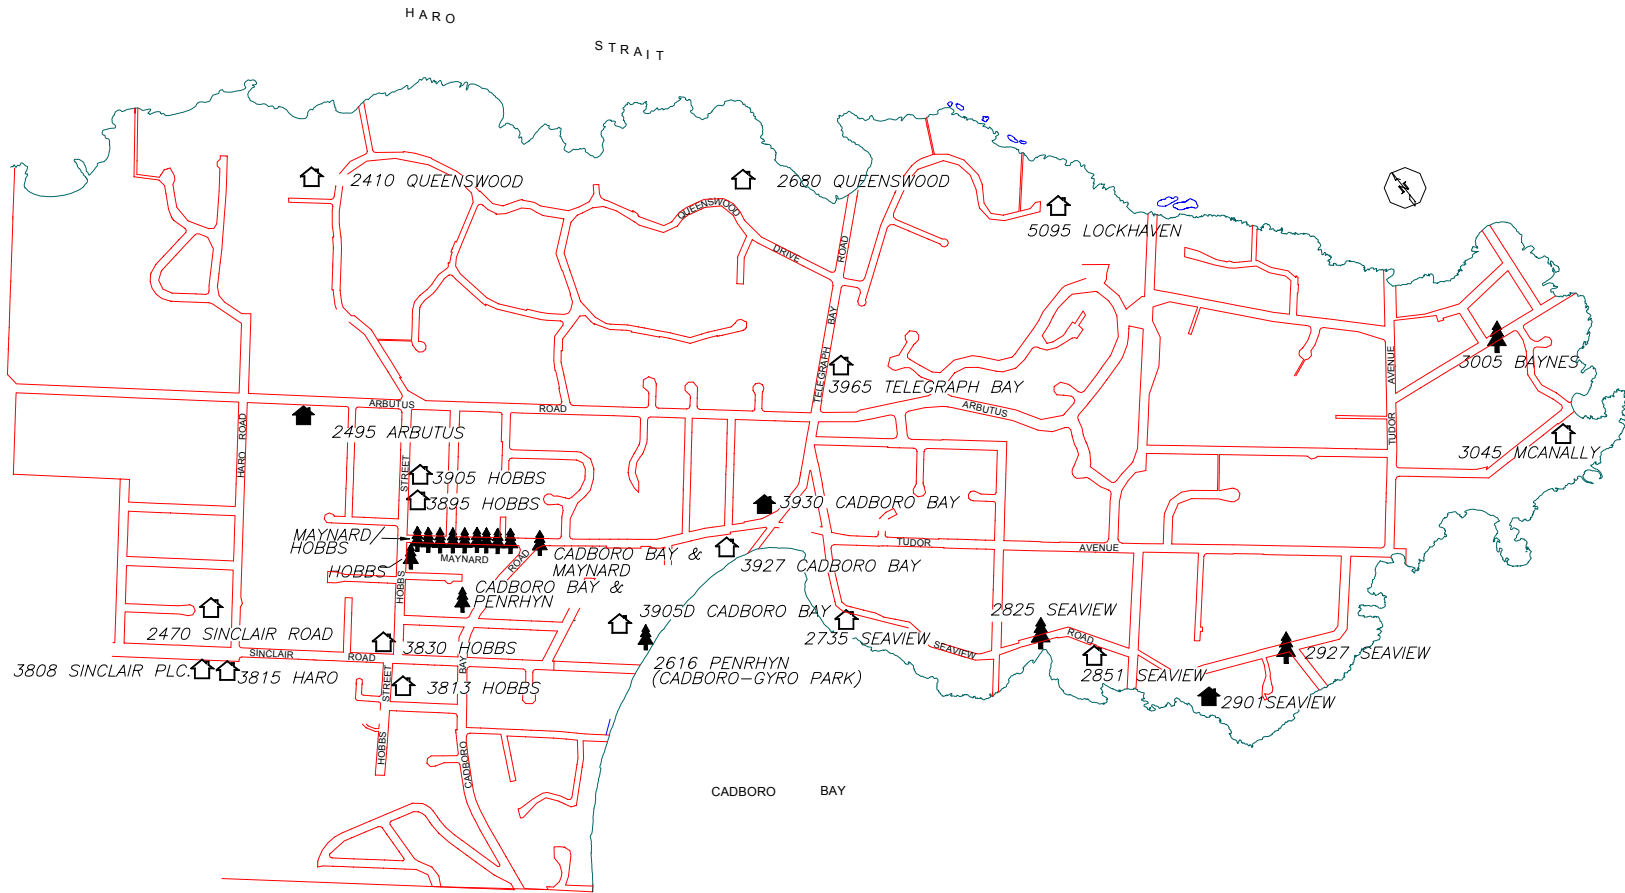 HARO
STRAIT
N
2410 QUEENSWOOD
2680 QUEENSWOOD
QUEENSWOOD
DRIVE
ROAD
5095 LOCKHAVEN
BAY
TELEGRAPH
3965 TELEGRAPH BAY
AVENUE
TUDOR
3005 BAYNES
ARBUTUS
ROAD
ARBUTUS
2495 ARBUTUS
HARO ROAD
STREET
3905 HOBBS
3895 HOBBS
3045 MCANALLY
3930 CADBORO BAY
MAYNARD/
HOBBS
HOBBS
MAYNARD
ROAD
CADBORO BAY &
MAYNARD
TUDOR
AVENUE
3927 CADBORO BAY
HOBBS
CADBORO BAY &
PENRHYN
3905D CADBORO BAY
2735 SEAVIEW
2825 SEAVIEW
SEAVIEW
ROAD
2470 SINCLAIR ROAD
3830 HOBBS
SINCLAIR
ROAD
BAY
2616 PENRHYN
(CADBORO-GYRO PARK)
2851 SEAVIEW
2927 SEAVIEW
3808 SINCLAIR PLC.
3815 HARO
STREET
3813 HOBBS
2901SEAVIEW
HOBBS
CADBORO
CADBORO BAY